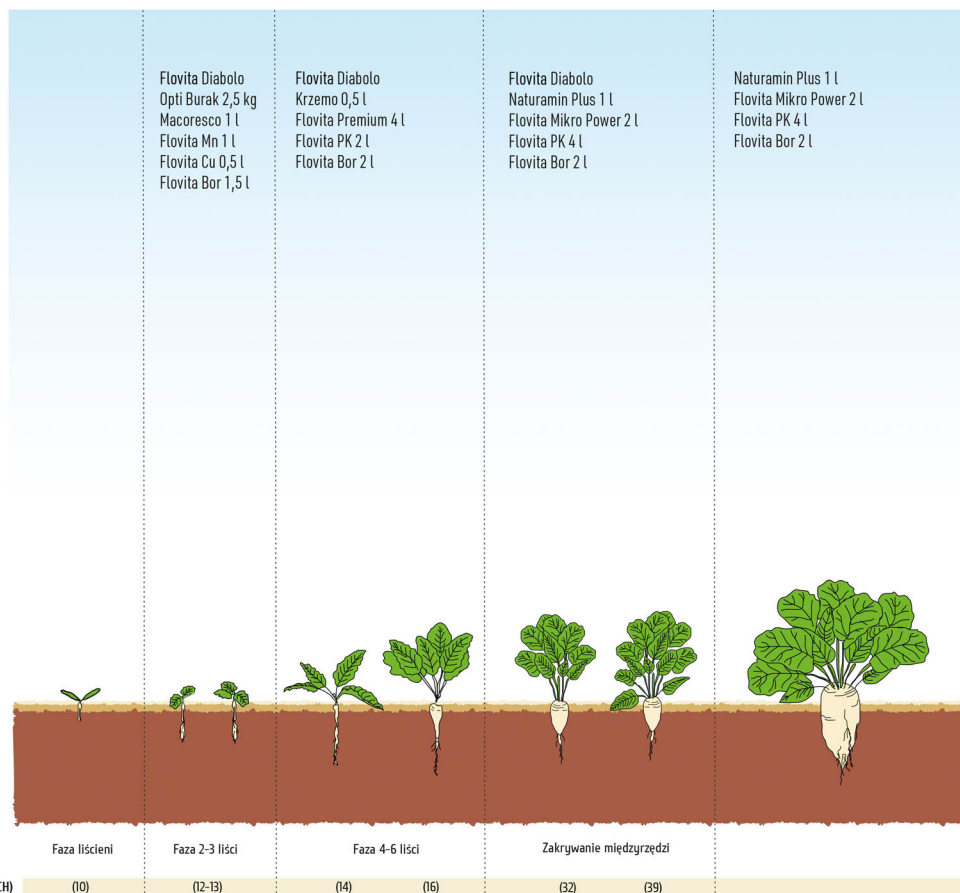 Flovita Diabolo
Opti Burak 2,5 kg
Macoresco 1 l
Flovita Mn 1 l
Flovita Cu 0,5 l
Flovita Bor 1,5 l
Flovita Diabolo
Krzemo 0,5 l
Flovita Premium 4 l
Flovita PK 2 l
Flovita Bor 2 l
Flovita Diabolo
Naturamin Plus 1 l
Flovita Mikro Power 2 l
Flovita PK 4 l
Flovita Bor 2 l
Naturamin Plus 1 l
Flovita Mikro Power 2 l
Flovita PK 4 l
Flovita Bor 2 l
Faza liścieni
Faza 2-3 liści
Faza 4-6 liści
Zakrywanie międzyrzędzi
CH) (10) (12-13) (14) (16) (32) (39)